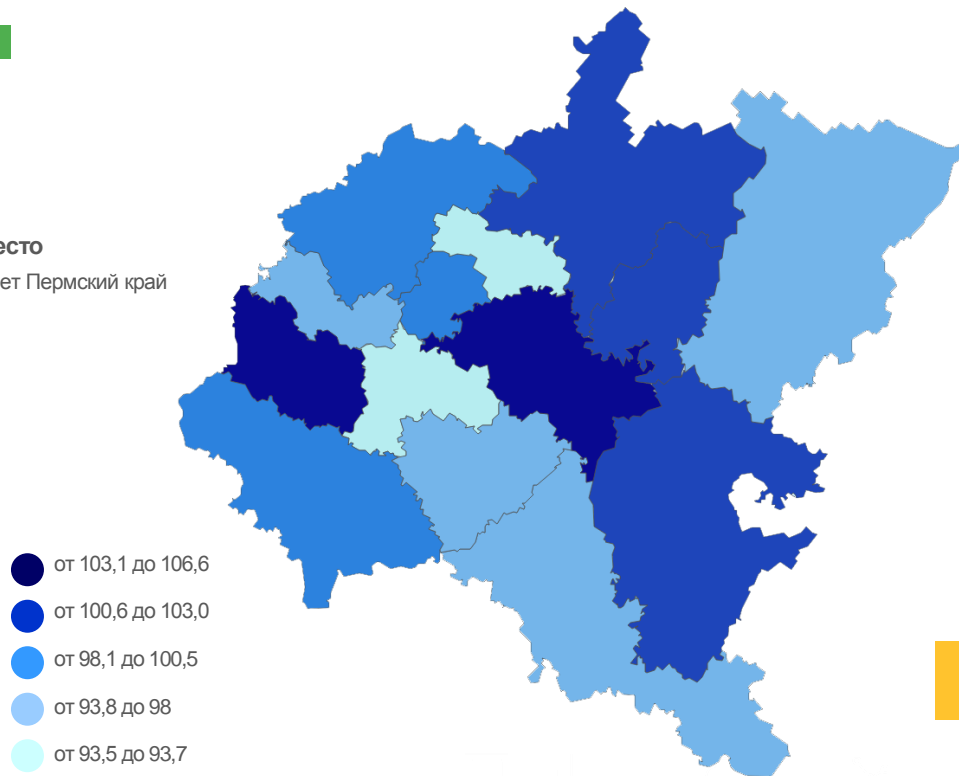 есто
ет Пермский край
от 103,1 до 106,6
от 100,6 до 103,0
от 98,1 до 100,5
от 93,8 до 98
от 93,5 до 93,7